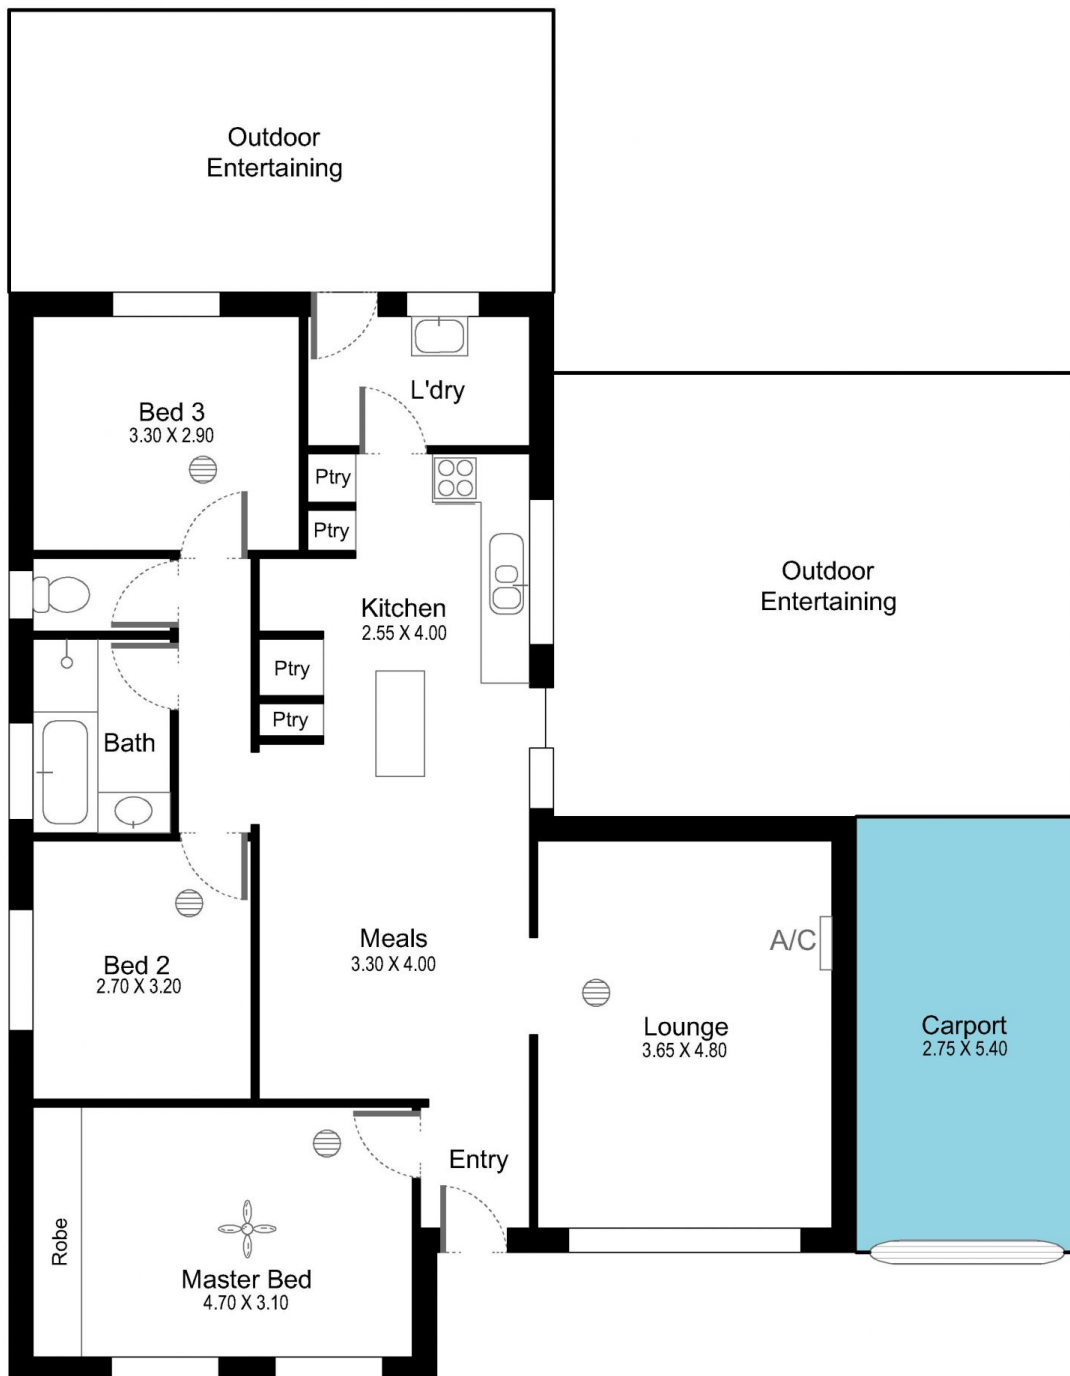 Outdoor
Entertaining
L'dry
Bed 3
3.30 X 2.90
Ptry
Ptry
Outdoor
Entertaining
Kitchen
2.55 X 4.00
Ptry
Ptry
Bath
Meals
3.30 X 4.00
A/C
Bed 2
2.70 X 3.20
Lounge
3.65 X 4.80
Carport
2.75 X 5.40
Entry
Robe
Master Bed
4.70 X 3.10